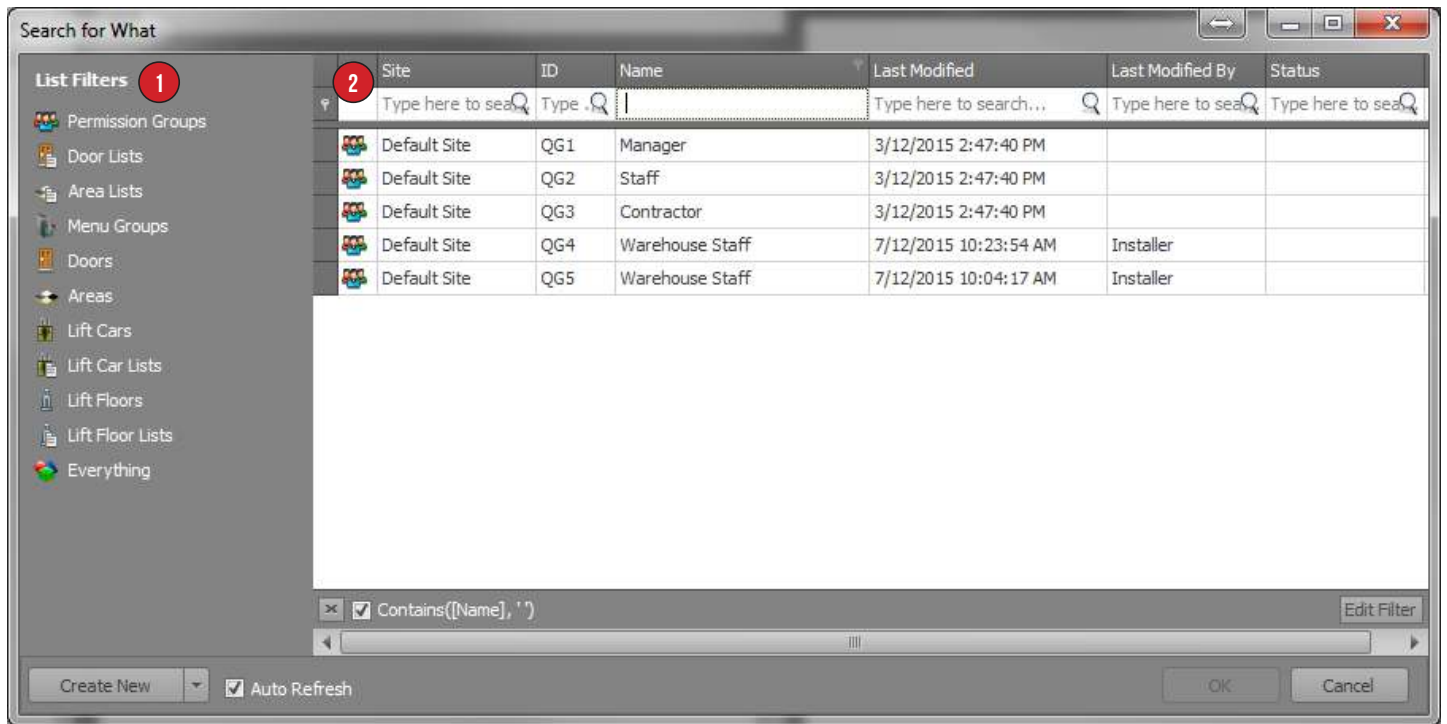 Search for What
List Filters 1
Permission Groups
Door Lists
Area Lists
Menu Groups
Doors
Areas
Lift Cars
Lift Car Lists
Lift Floors
Lift Floor Lists
Everything
2 Site ID Name Last Modified Last Modified By Status
Type here to sea Type . Type here to search... Type here to sea Type here to sea
Default Site QG1 Manager 3/12/2015 2:47:40 PM
Default Site QG2 Staff 3/12/2015 2:47:40 PM
Default Site QG3 Contractor 3/12/2015 2:47:40 PM
Default Site QG4 Warehouse Staff 7/12/2015 10:23:54 AM Installer
Default Site QG5 Warehouse Staff 7/12/2015 10:04:17 AM Installer
Contains([Name], ' ') Edit Filter
Create New Auto Refresh OK Cancel